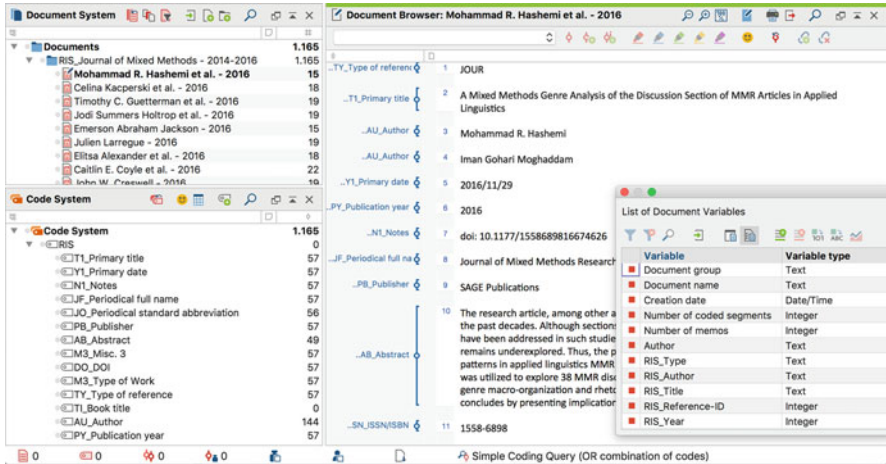 Document System
Documents 1.165
RIS_Journal of Mixed Methods - 2014-2016 1.165
Mohammad R. Hashemi et al. - 2016 15
Celina Kacperski et al. - 2016 18
Timothy C. Guetterman et al. - 2016 19
Jodi Summers Holtrop et al. - 2016 19
Emerson Abraham Jackson - 2016 15
Julien Larregue - 2016 19
Elitsa Alexander et al. - 2016 18
Caitlin E. Coyle et al. - 2016 22
John W. Creswell - 2016 19
Code System
Code System 1.165
RIS 0
T1_Primary title 57
Y1_Primary date 57
N1_Notes 57
JF_Periodical full name 57
JO_Periodical standard abbreviation 56
PB_Publisher 57
AB_Abstract 49
M3_Misc. 3 57
DO_DOI 57
M3_Type of Work 57
TY_Type of reference 57
TI_Book title 0
AU_Author 144
PY_Publication year 57
0 0 0 0
Document Browser: Mohammad R. Hashemi et al. - 2016
..TY_Type of referenc 1 JOUR
..T1_Primary title 2 A Mixed Methods Genre Analysis of the Discussion Section of MMR Articles in Applied
Linguistics
..AU_Author 3 Mohammad R. Hashemi
..AU_Author 4 Iman Gohari Moghaddam
..Y1_Primary date 5 2016/11/29
..PY_Publication year 6 2016
..N1_Notes 7 doi: 10.1177/1558689816674626
..JF_Periodical full na 8 Journal of Mixed Methods Research
..PB_Publisher 9 SAGE Publications
10 The research article, among other a
the past decades. Although sections
have been addressed in such studie
..AB_Abstract remains underexplored. Thus, the p
patterns in applied linguistics MMR
was utilized to explore 38 MMR disc
genre macro-organization and rheto
concludes by presenting implication
..SN_ISSN/ISBN 11 1558-6898
Simple Coding Query (OR combination of codes)
List of Document Variables
Variable Variable type
Document group Text
Document name Text
Creation date Date/Time
Number of coded segments Integer
Number of memos Integer
Author Text
RIS_Type Text
RIS_Author Text
RIS_Title Text
RIS_Reference-ID Integer
RIS_Year Integer